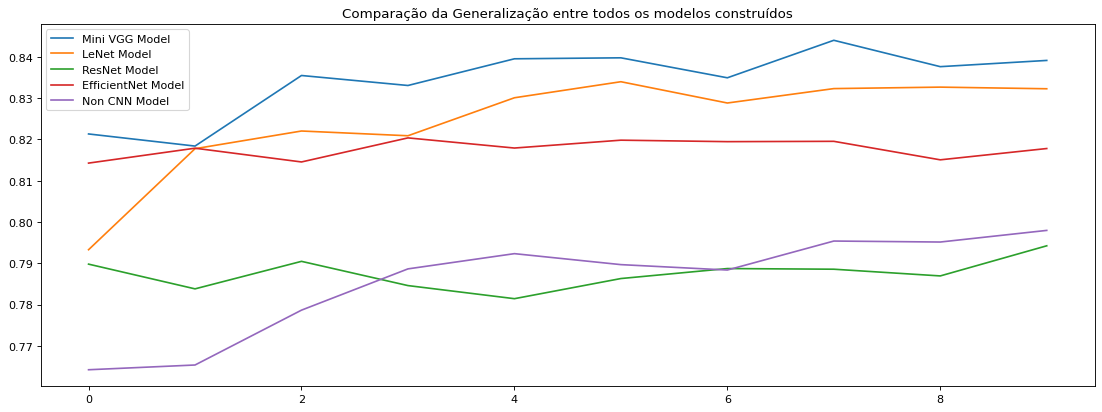 Comparação da Generalização entre todos os modelos construídos
Mini VGG Model
LeNet Model
ResNet Model
EfficientNet Model
Non CNN Model
0.84
0.83
0.82
0.81
0.80
0.79
0.78
0.77
0 2 4 6 8